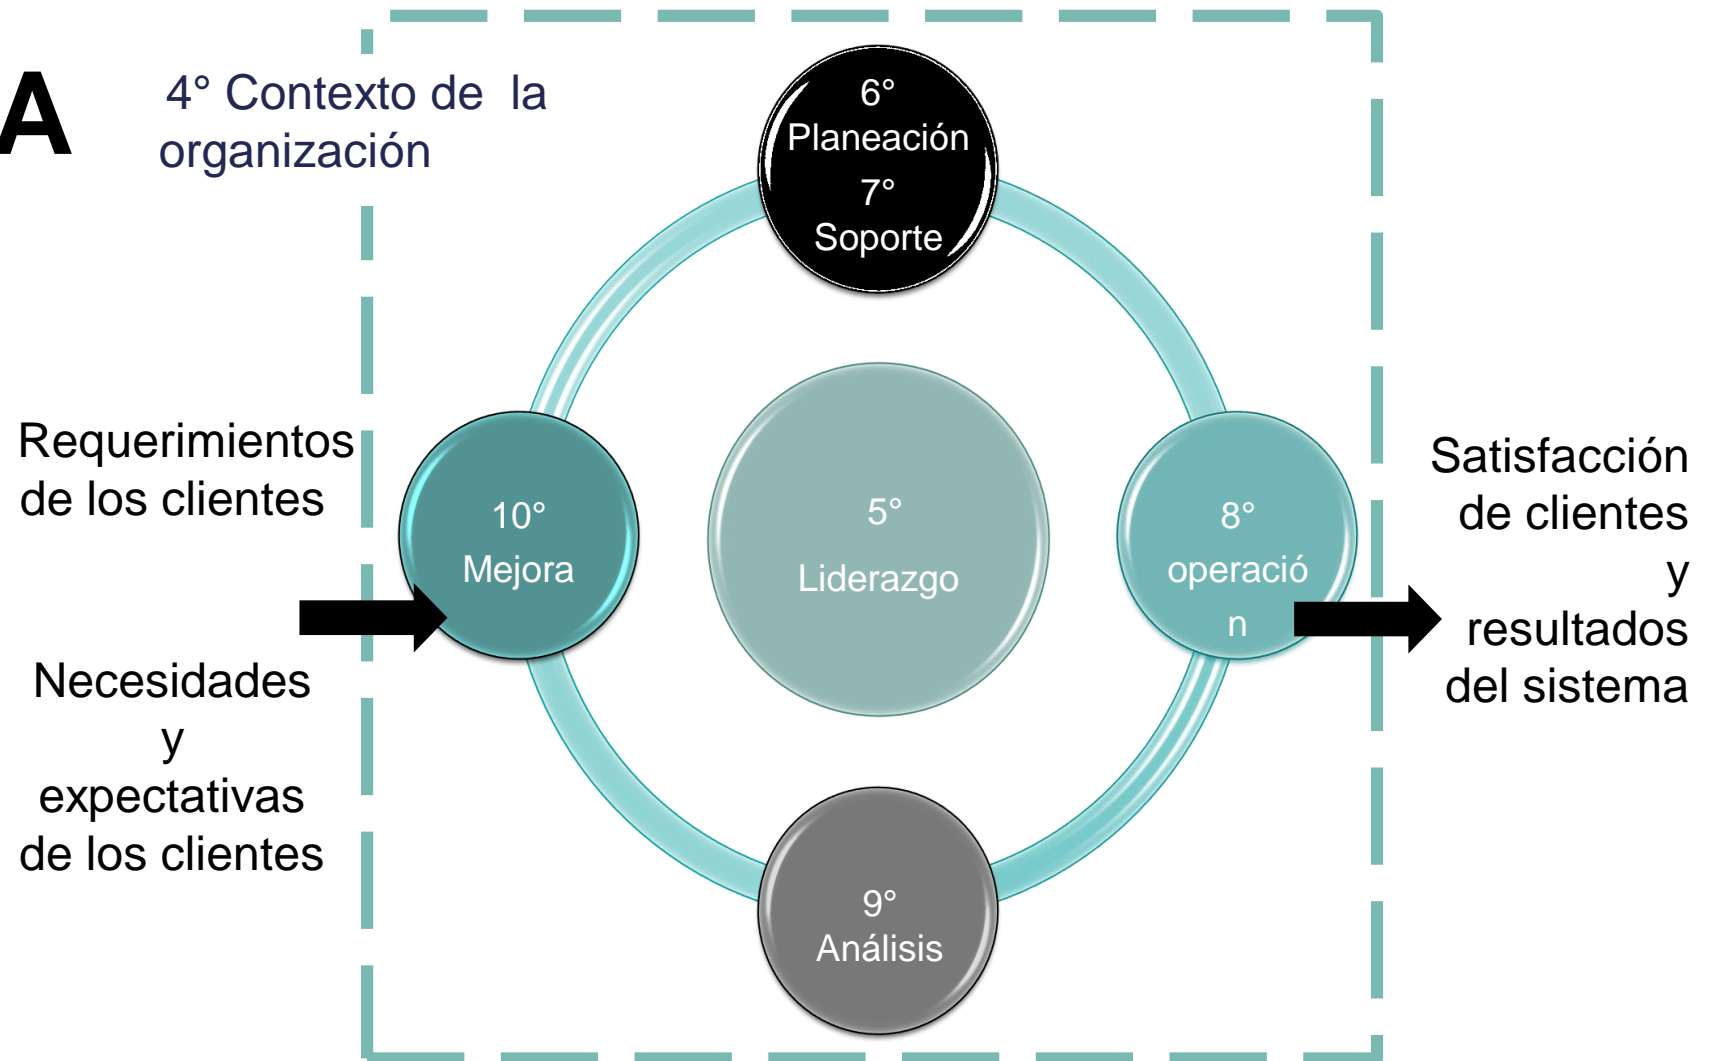 A
4° Contexto de la
organización
6°
Planeación
7°
Soporte
Requerimientos
de los clientes
10°
Mejora
5°
Liderazgo
8°
operació
n
Satisfacción
de clientes
y
resultados
del sistema
Necesidades
y
expectativas
de los clientes
9°
Análisis